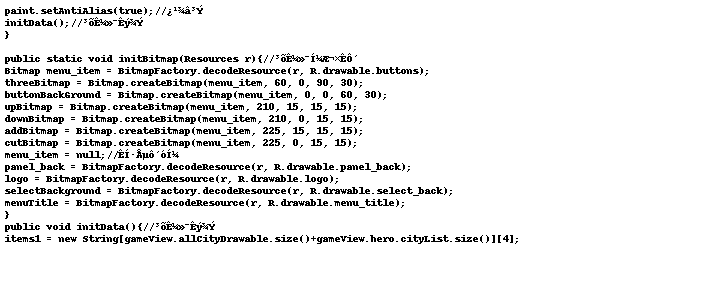 paint.setAntiAlias(true);//¿¹¾â³Ý
initData();//³õÊ¼»¯Êý¾Ý
}

public static void initBitmap(Resources r){//³õÊ¼»¯Í¼Æ¬×ÊÔ´
Bitmap menu_item = BitmapFactory.decodeResource(r, R.drawable.buttons);
threeBitmap = Bitmap.createBitmap(menu_item, 60, 0, 90, 30);
buttonBackGround = Bitmap.createBitmap(menu_item, 0, 0, 60, 30);
upBitmap = Bitmap.createBitmap(menu_item, 210, 15, 15, 15);
downBitmap = Bitmap.createBitmap(menu_item, 210, 0, 15, 15);
addBitmap = Bitmap.createBitmap(menu_item, 225, 15, 15, 15);
cutBitmap = Bitmap.createBitmap(menu_item, 225, 0, 15, 15);
menu_item = null;//ÊÍ·ÅµôÔ´óÍ¼
panel_back = BitmapFactory.decodeResource(r, R.drawable.panel_back);
logo = BitmapFactory.decodeResource(r, R.drawable.logo);
selectBackground = BitmapFactory.decodeResource(r, R.drawable.select_back);
menuTitle = BitmapFactory.decodeResource(r, R.drawable.menu_title);
}
public void initData(){//³õÊ¼»¯Êý¾Ý
items1 = new String[gameView.allCityDrawable.size()+gameView.hero.cityList.size()][4];